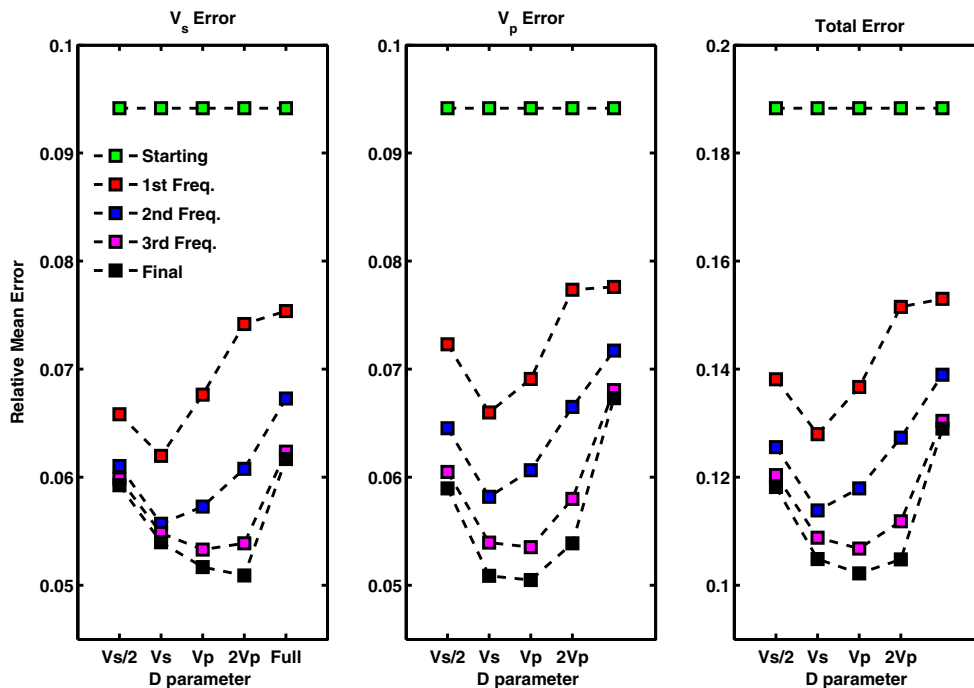 V_s Error
0.1
0.09
0.08
0.07
0.06
0.05
Relative Mean Error
Starting
1st Freq.
2nd Freq.
3rd Freq.
Final
Vs/2 Vs Vp 2Vp Full
D parameter
V_p Error
0.1
0.09
0.08
0.07
0.06
0.05
Vs/2 Vs Vp 2Vp
D parameter
Total Error
0.2
0.18
0.16
0.14
0.12
0.1
Vs/2 Vs Vp 2Vp
D parameter